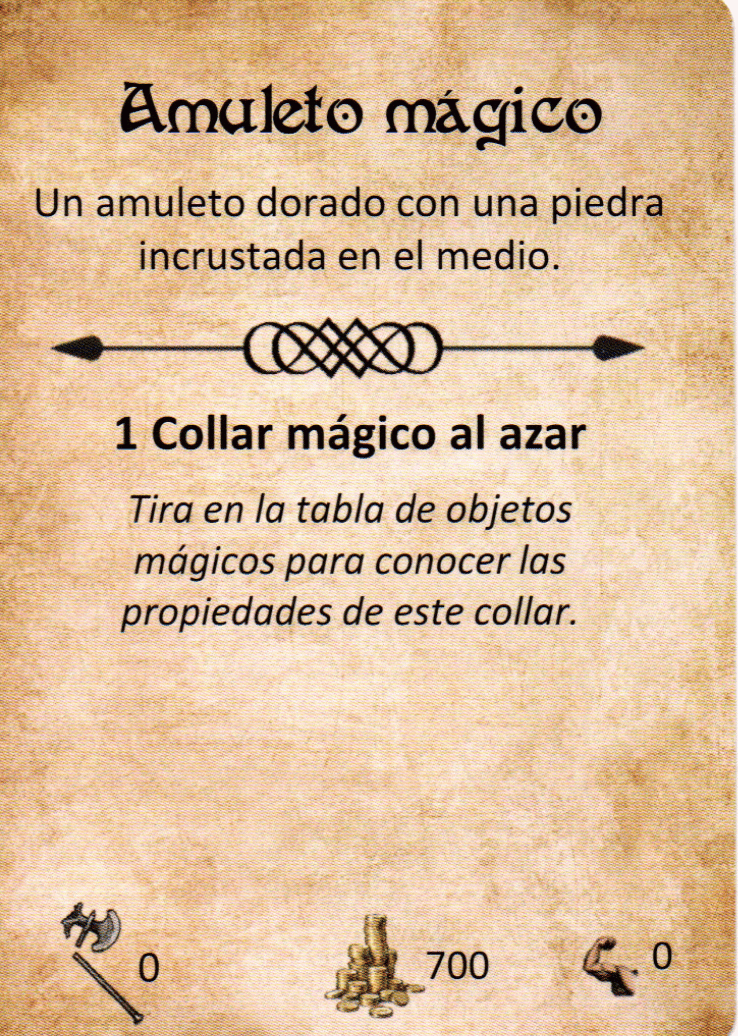 Amuleto mágico
Un amuleto dorado con una piedra
incrustada en el medio.
1 Collar mágico al azar
Tira en la tabla de objetos
mágicos para conocer las
propiedades de este collar.
0 700 0